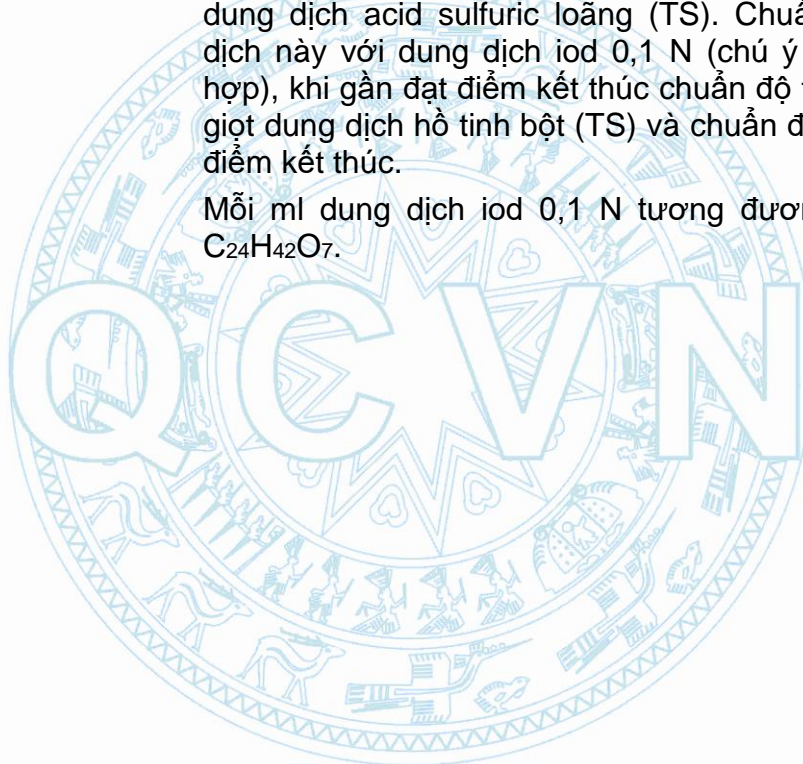 dung dịch acid sulfuric loãng (TS).
dịch này với dung dịch iod 0,1 N (chú ý
hợp), khi gần đạt điểm kết thúc chuẩn độ
giọt dung dịch hồ tinh bột (TS) và chuẩn
điểm kết thúc.
Mỗi ml dung dịch iod 0,1 N tương
C24H42O7.
QCVN